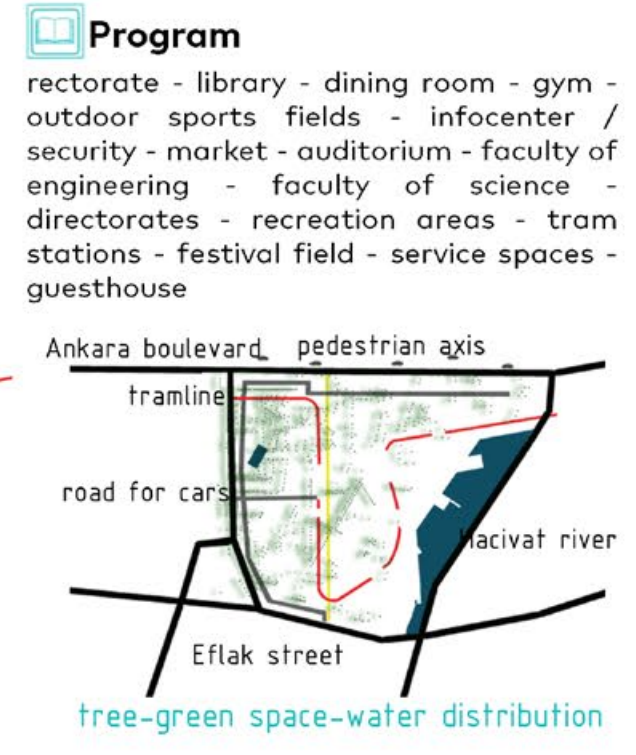 Program
rectorate - library - dining room - gym -
outdoor sports fields - infocenter /
security - market - auditorium - faculty of
engineering - faculty of science -
directorates - recreation areas - tram
stations - festival field - service spaces -
guesthouse
Ankara boulevard pedestrian axis
tramline
road for cars
Hacivat river
Eflak street
tree-green space-water distribution